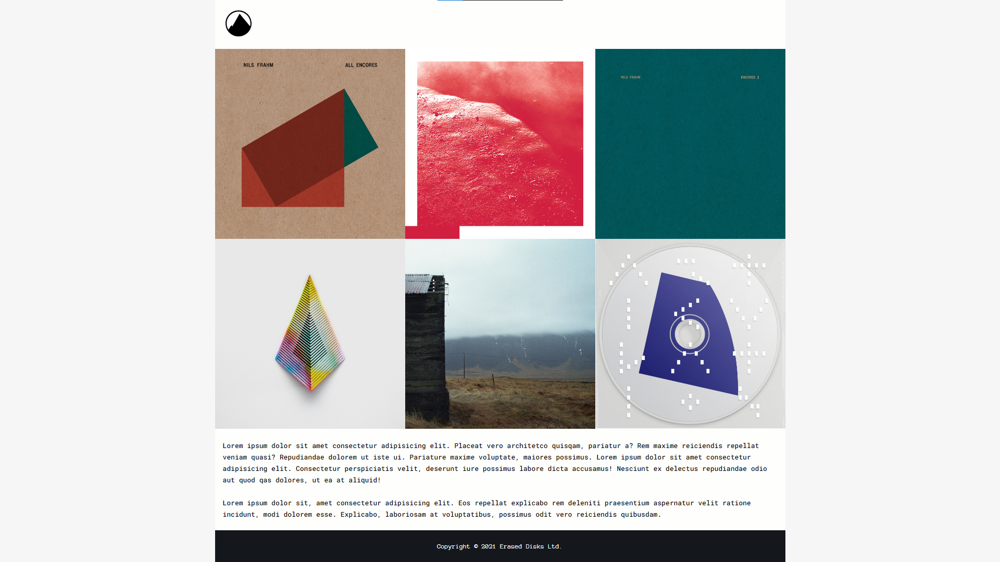 NILS FRAHM ALL ENCORES
NILS FRAHM ENCORES 2
Lorem ipsum dolor sit amet consectetur adipisicing elit. Placeat vero architetco quisqam, pariatur a? Rem maxime reiciendis repellat
veniam quasi? Repudiandae dolorem ut iste ui. Pariature maxime voluptate, maiores possimus. Lorem ipsum dolor sit amet consectetur
adipisicing elit. Consectetur perspiciatis velit, deserunt iure possimus labore dicta accusamus! Nesciunt ex delectus repudiandae odio
aut quod qas dolores, ut ea at aliquid!
Lorem ipsum dolor sit, amet consectetur adipisicing elit. Eos repellat explicabo rem deleniti praesentium aspernatur velit ratione
incidunt, modi dolorem esse. Explicabo, laboriosam at voluptatibus, possimus odit vero reiciendis quibusdam.
Copyright © 2021 Erased Disks Ltd.